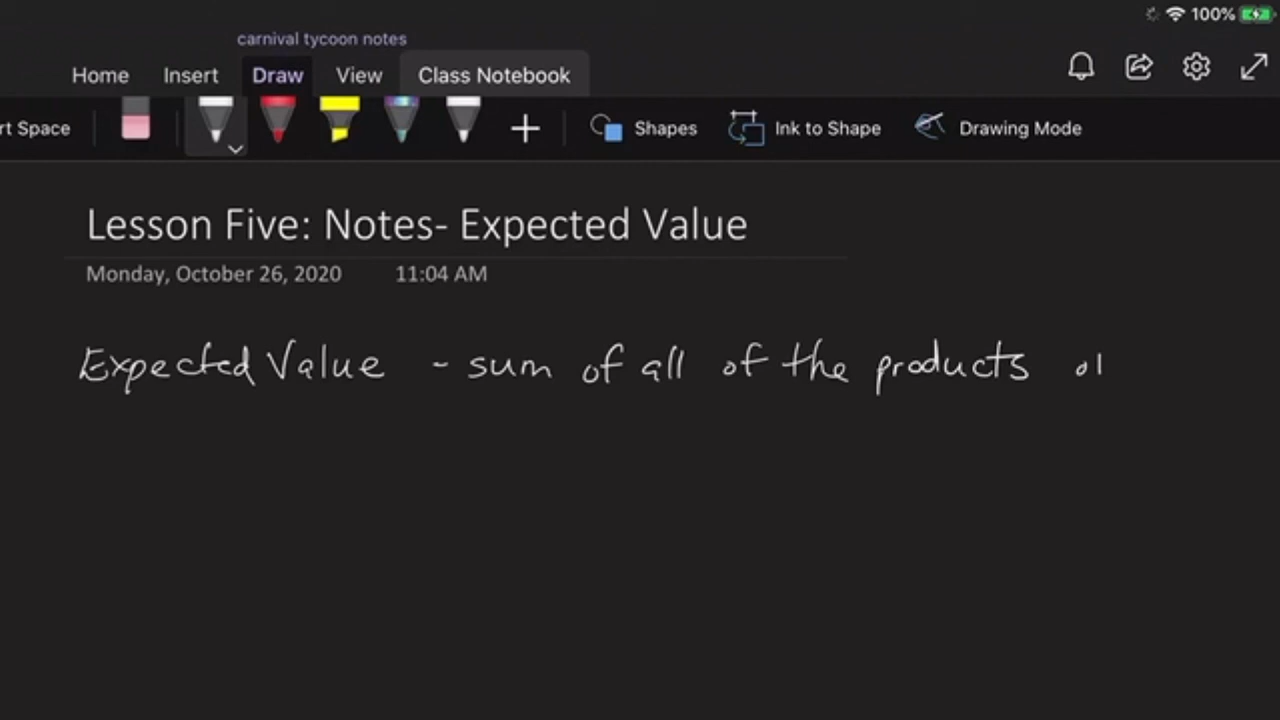 100%
carnival tycoon notes
Home Insert Draw View Class Notebook
rt Space Shapes Ink to Shape Drawing Mode
Lesson Five: Notes- Expected Value
Monday, October 26, 2020 11:04 AM
Expected Value - sum of all of the products